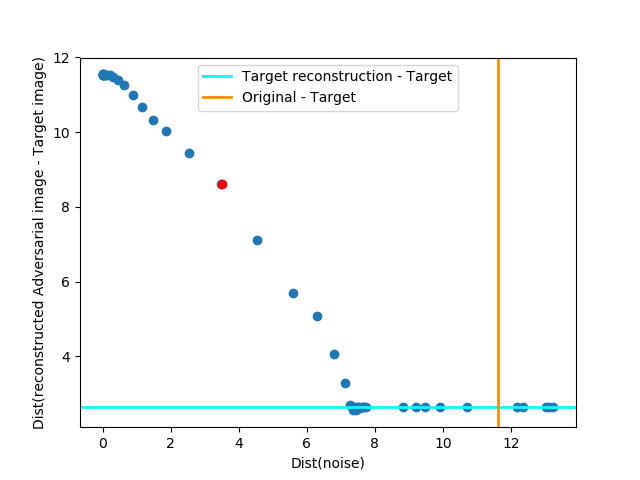 12
10
8
6
4
0 2 4 6 8 10 12
Dist(noise)
Dist(reconstructed Adversarial image - Target image)
Target reconstruction - Target
Original - Target